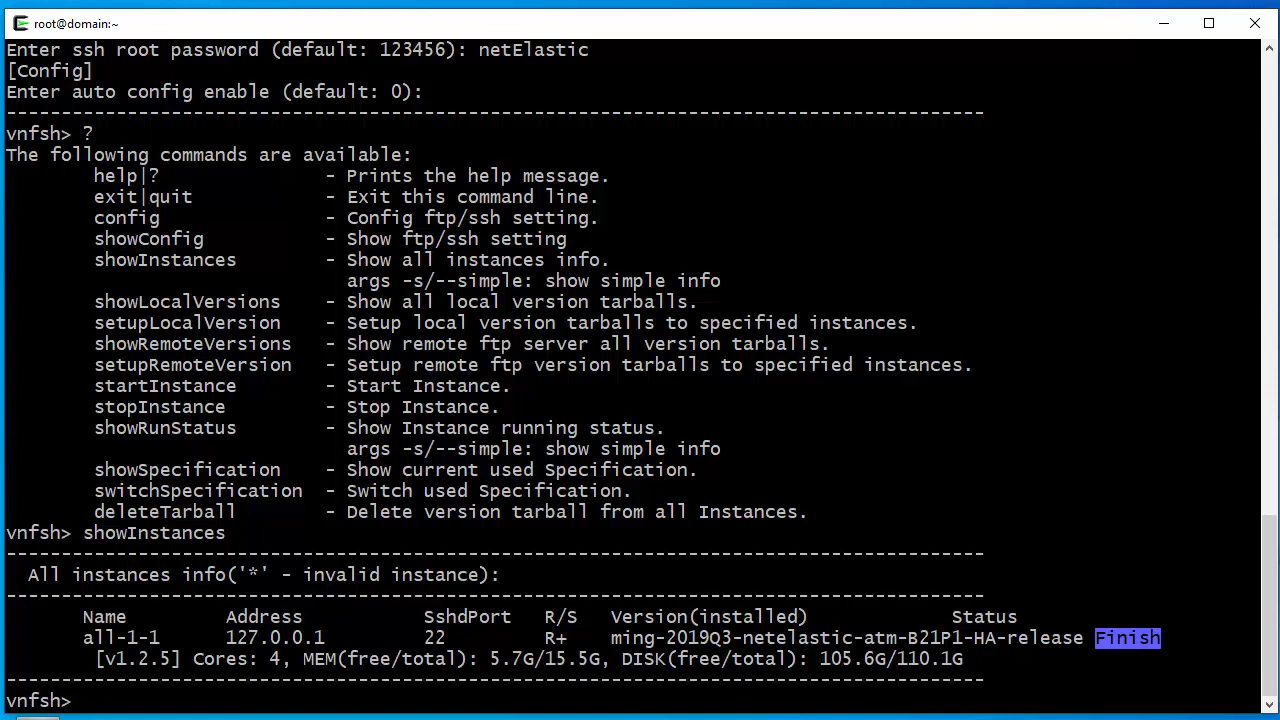 root@domain:~
Enter ssh root password (default: 123456): netElastic
[Config]
Enter auto config enable (default: 0):
-----------------------------------------------------------------------------------------
vnfsh> ?
The following commands are available:
help|? - Prints the help message.
exit|quit - Exit this command line.
config - Config ftp/ssh setting.
showConfig - Show ftp/ssh setting
showInstances - Show all instances info.
args -s/--simple: show simple info
showLocalVersions - Show all local version tarballs.
setupLocalVersion - Setup local version tarballs to specified instances.
showRemoteVersions - Show remote ftp server all version tarballs.
setupRemoteVersion - Setup remote ftp version tarballs to specified instances.
startInstance - Start Instance.
stopInstance - Stop Instance.
showRunStatus - Show Instance running status.
args -s/--simple: show simple info
showSpecification - Show current used Specification.
switchSpecification - Switch used Specification.
deleteTarball - Delete version tarball from all Instances.
vnfsh> showInstances
-----------------------------------------------------------------------------------------
All instances info('*' - invalid instance):
-----------------------------------------------------------------------------------------
Name Address SshdPort R/S Version(installed) Status
all-1-1 127.0.0.1 22 R+ ming-2019Q3-netelastic-atm-B21P1-HA-release Finish
[v1.2.5] Cores: 4, MEM(free/total): 5.7G/15.5G, DISK(free/total): 105.6G/110.1G
-----------------------------------------------------------------------------------------
vnfsh>